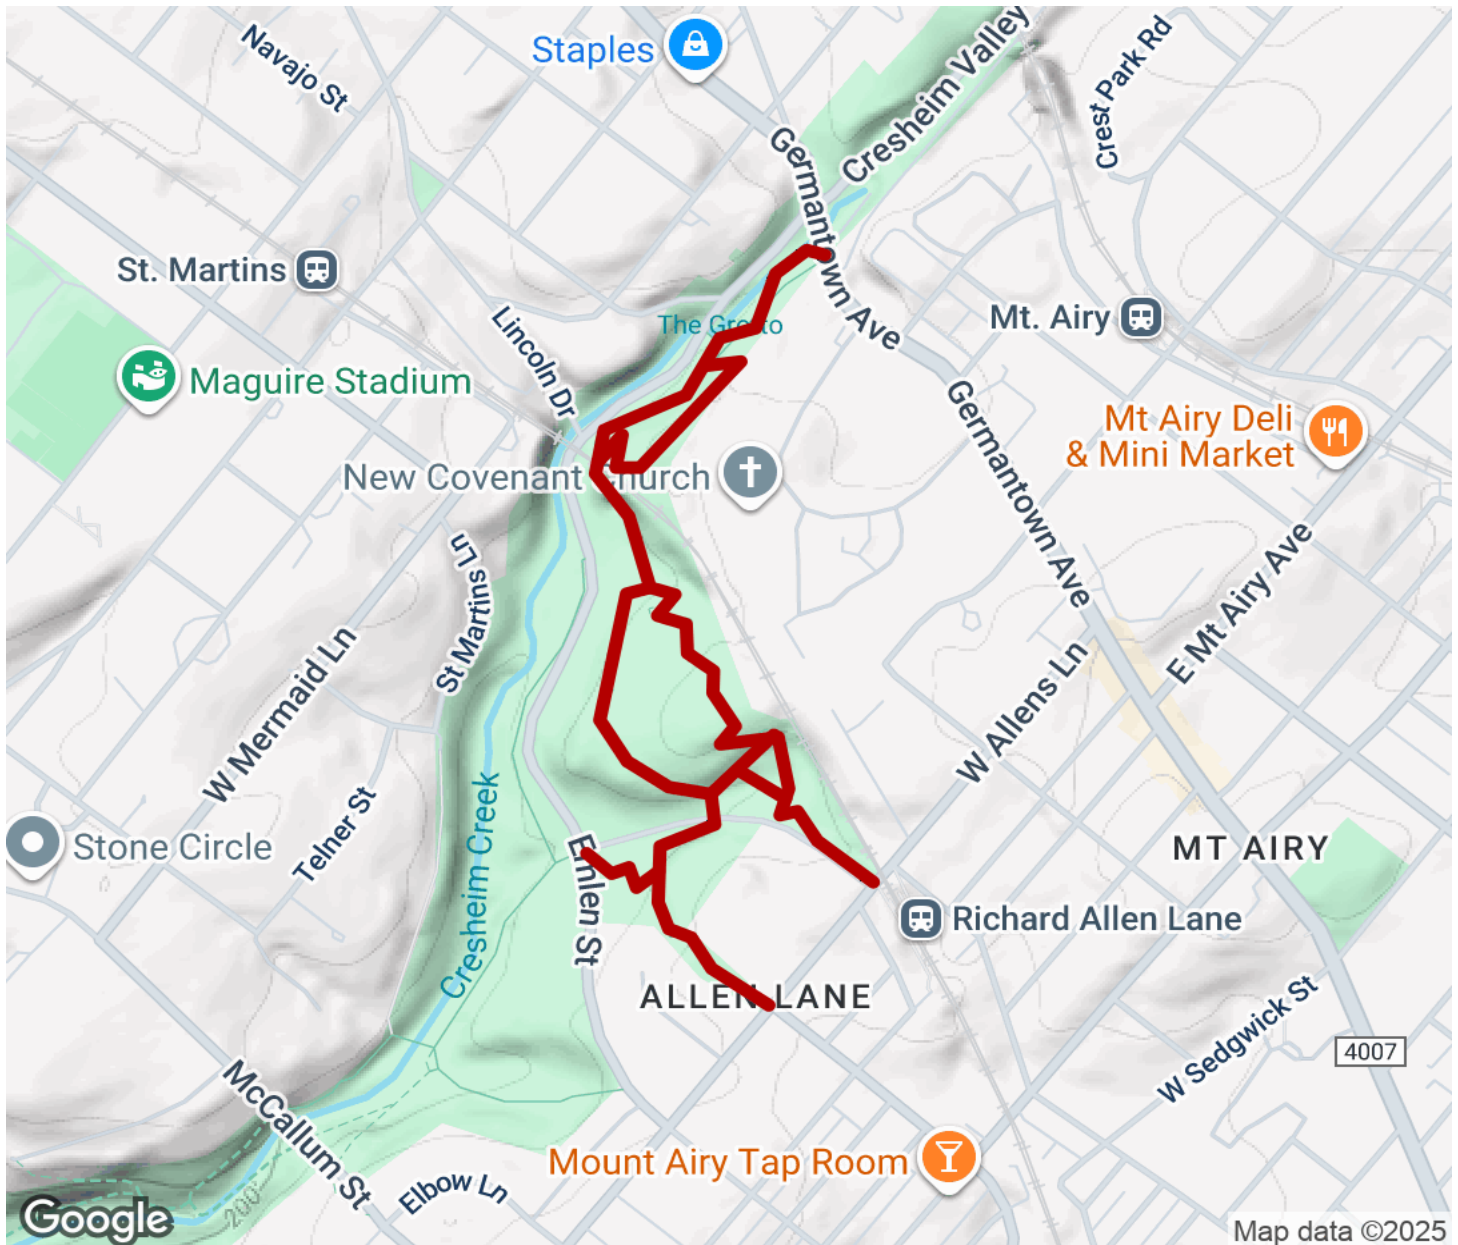 Navajo St
Staples
Cresheim Valley
Crest Park Rd
Germantown Ave
St. Martins
The Grotto
Mt. Airy
Lincoln Dr
Maguire Stadium
Germantown Ave
Mt Airy Deli
& Mini Market
New Covenant Church
St Martins Ln
E Mt Airy Ave
W Mermaid Ln
W Allens Ln
Telner St
Stone Circle
Cresheim Creek
Emlen St
MT AIRY
Richard Allen Lane
ALLEN LANE
W Sedgwick St
4007
McCallum St
Mount Airy Tap Room
Elbow Ln
200'
Google
Map data ©2025